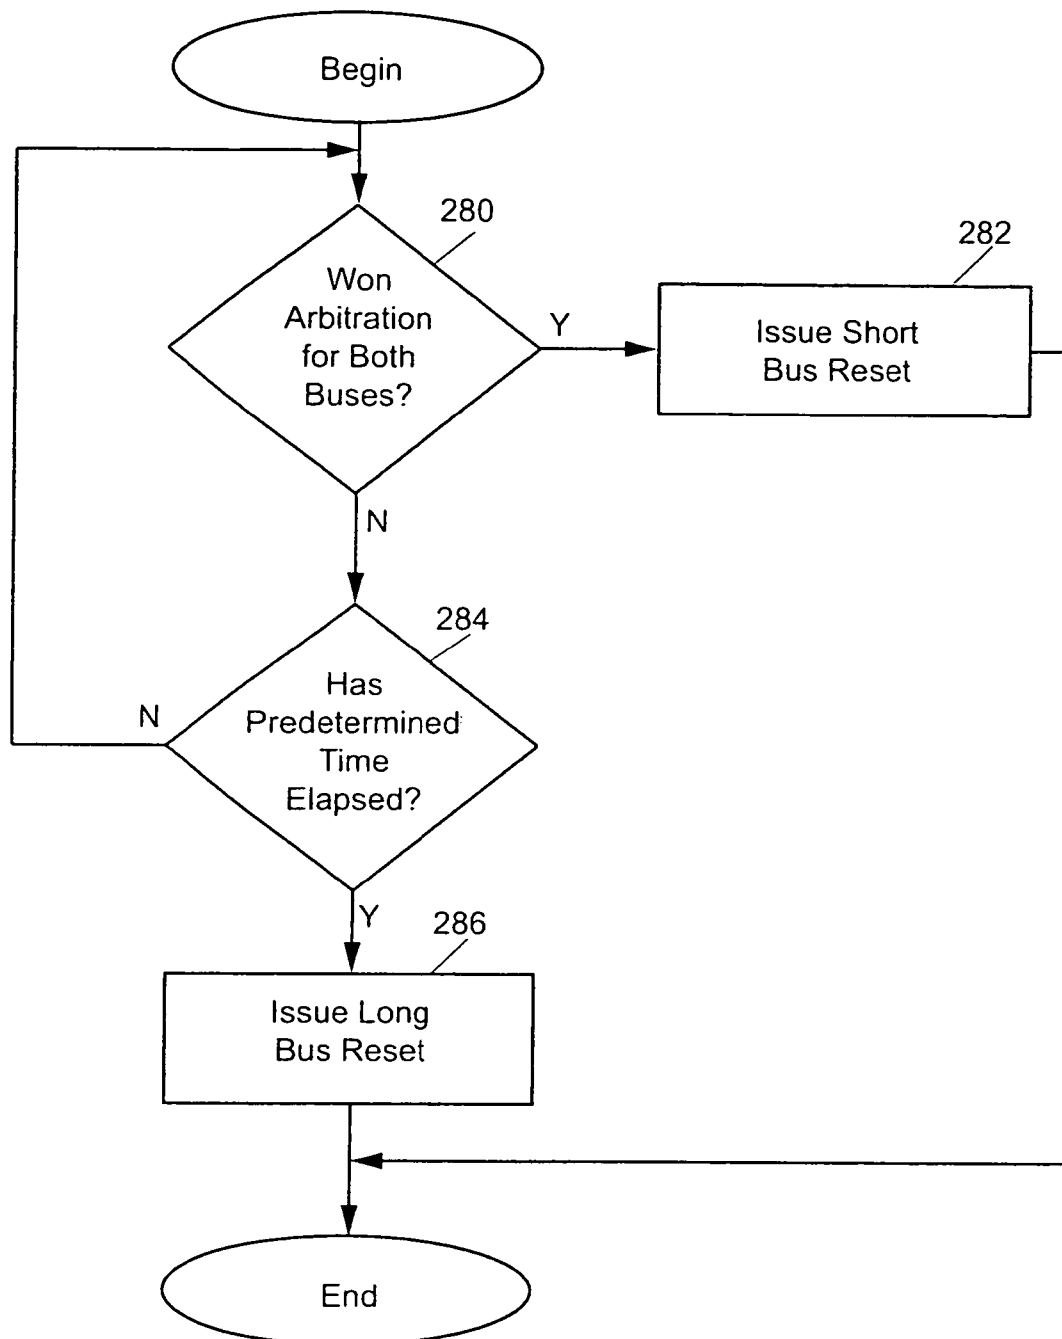 Begin
280
Won
Arbitration
for Both
Buses?
Y
282
Issue Short
Bus Reset
N
284
Has
Predetermined
Time
Elapsed?
N
Y
286
Issue Long
Bus Reset
End